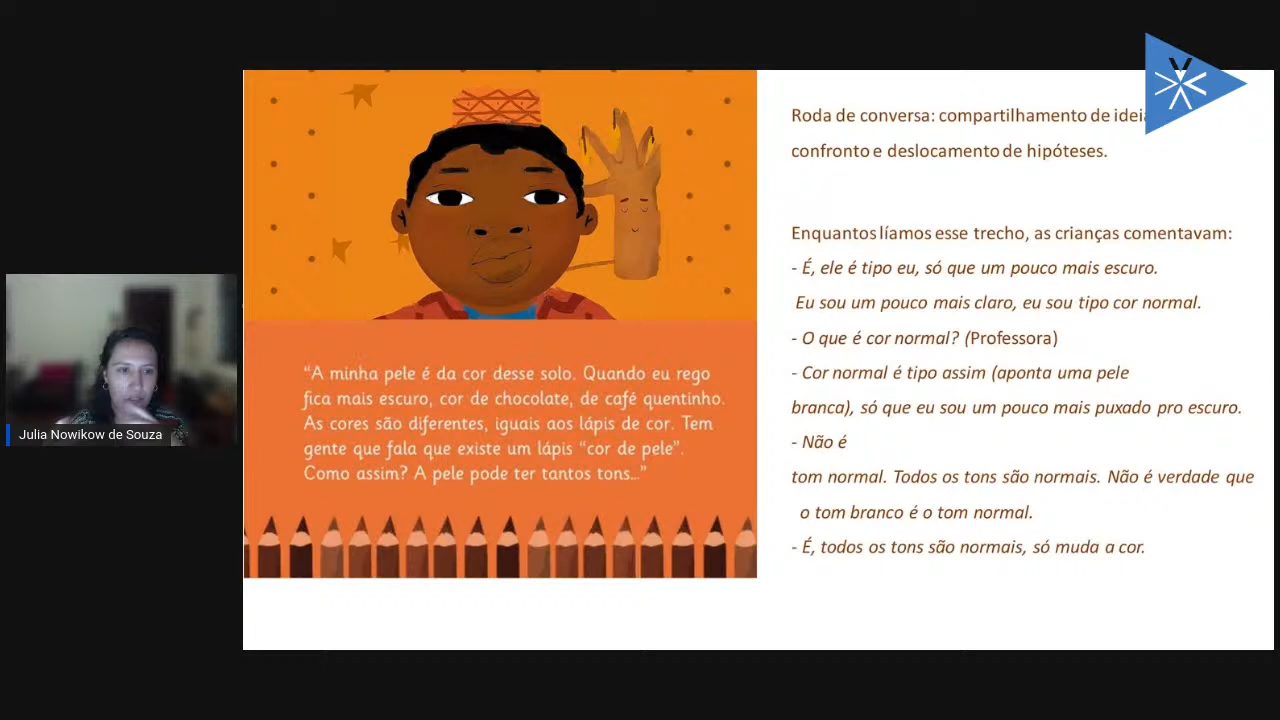 Julia Nowikow de Souza
“A minha pele é da cor desse solo. Quando eu rego
fica mais escuro, cor de chocolate, de café quentinho.
As cores são diferentes, iguais aos lápis de cor. Tem
gente que fala que existe um lápis “cor de pele”.
Como assim? A pele pode ter tantos tons...”
Roda de conversa: compartilhamento de
confronto e deslocamento de hipóteses.
Enquantos líamos esse trecho, as crianças comentavam:
- É, ele é tipo eu, só que um pouco mais escuro.
Eu sou um pouco mais claro, eu sou tipo cor normal.
- O que é cor normal? (Professora)
- Cor normal é tipo assim (aponta uma pele
branca), só que eu sou um pouco mais puxado pro escuro.
- Não é
tom normal. Todos os tons são normais. Não é verdade que
o tom branco é o tom normal.
- É, todos os tons são normais, só muda a cor.